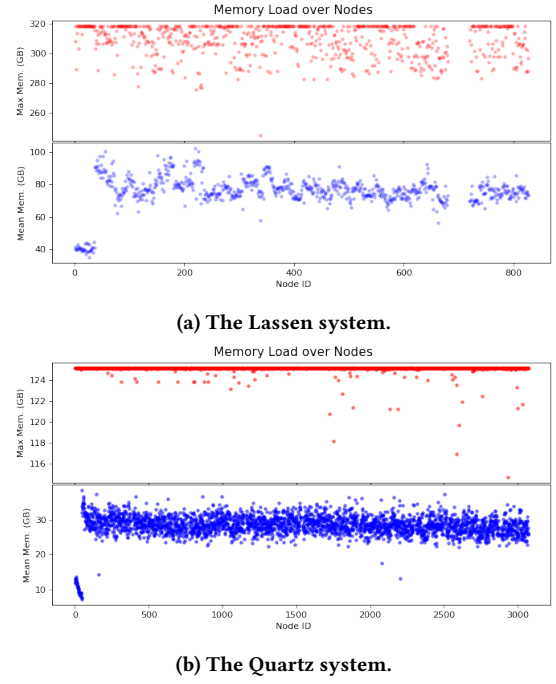 Memory Load over Nodes
320
300
280
260
Max Mem. (GB)
100
80
60
40
Mean Mem. (GB)
0 200 400 600 800
Node ID
(a) The Lassen system.
Memory Load over Nodes
124
122
120
118
116
Max Mem. (GB)
30
20
10
Mean Mem. (GB)
0 500 1000 1500 2000 2500 3000
Node ID
(b) The Quartz system.